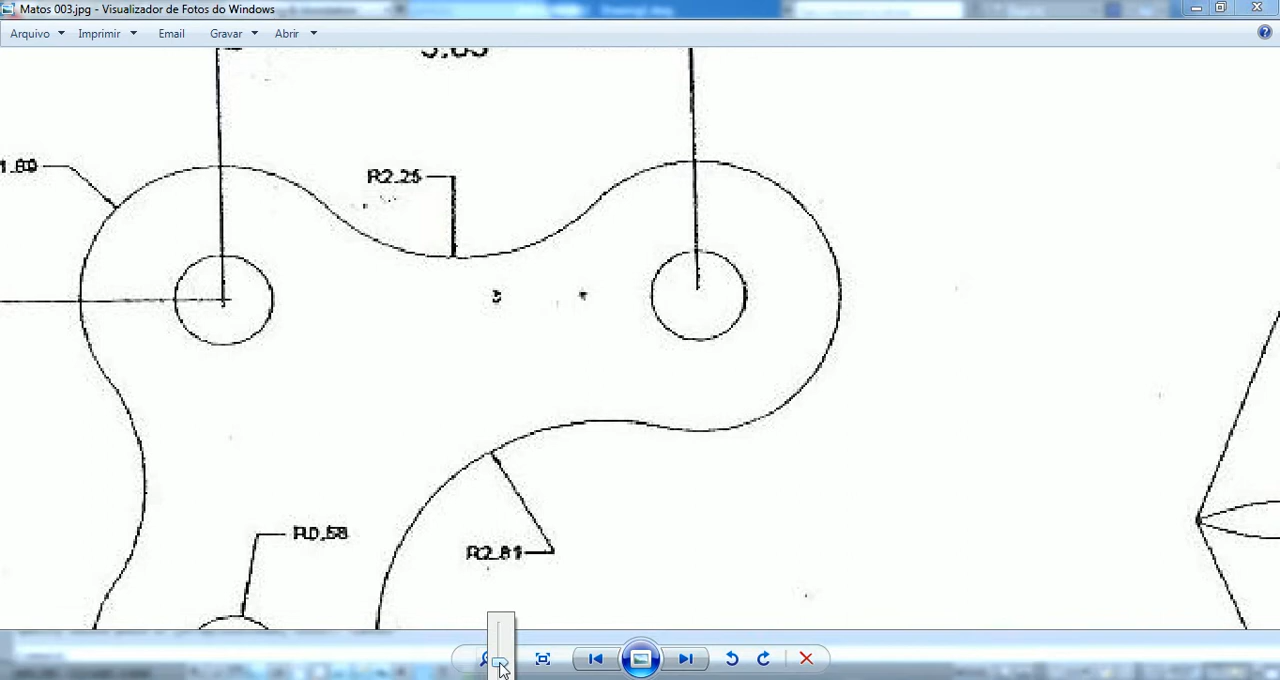 Matos 003.jpg - Visualizador de Fotos do Windows
Arquivo Imprimir Email Gravar Abrir
R2.25
R0,58
R2.81